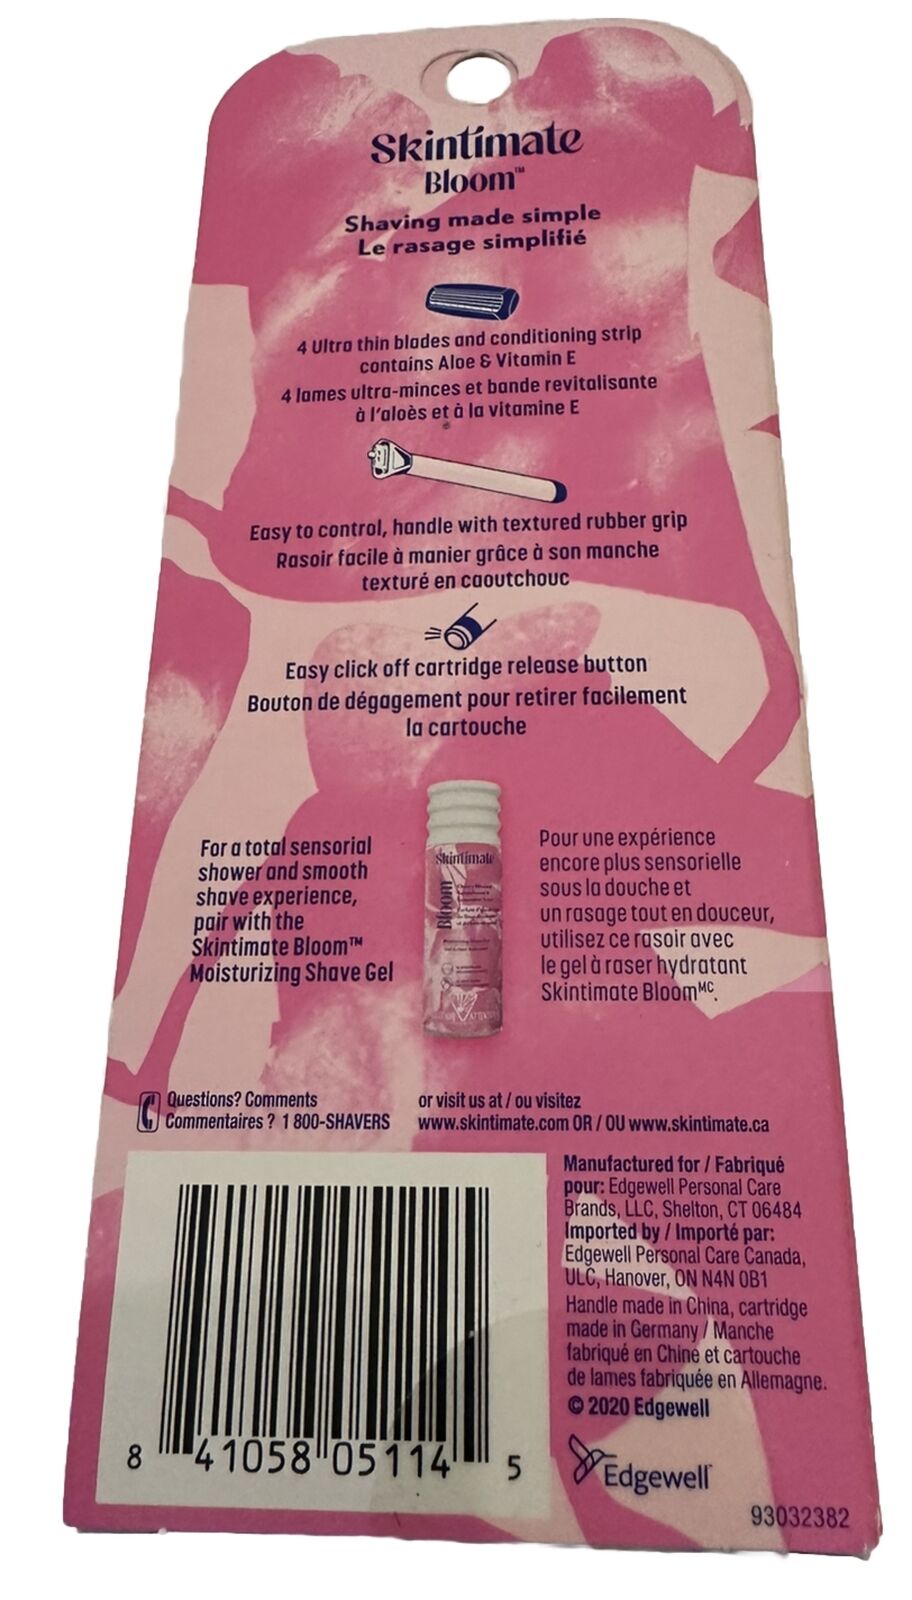 Skintimate
Bloom™
Shaving made simple
Le rasage simplifié
4 Ultra thin blades and conditioning strip
contains Aloe & Vitamin E
4 lames ultra-minces et bande revitalisante
à l'aloès et à la vitamine E
Easy to control, handle with textured rubber grip
Rasoir facile à manier grâce à son manche
texturé en caoutchouc
Easy click off cartridge release button
Bouton de dégagement pour retirer facilement
la cartouche
For a total sensorial
shower and smooth
shave experience,
pair with the
Skintimate Bloom™
Moisturizing Shave Gel
Skintimate
Bloom
Pour une expérience
encore plus sensorielle
sous la douche et
un rasage tout en douceur,
utilisez ce rasoir avec
le gel à raser hydratant
Skintimate Bloom MC.
Questions? Comments
Commentaires ? 1 800-SHAVERS
or visit us at / ou visitez
www.skintimate.com OR / OU www.skintimate.ca
Manufactured for / Fabriqué
pour: Edgewell Personal Care
Brands, LLC, Shelton, CT 06484
Imported by / Importé par:
Edgewell Personal Care Canada,
ULC, Hanover, ON N4N 0B1
Handle made in China, cartridge
made in Germany / Manche
fabriqué en Chine et cartouche
de lames fabriquée en Allemagne.
© 2020 Edgewell
8 41058 05114 5
Edgewell
93032382